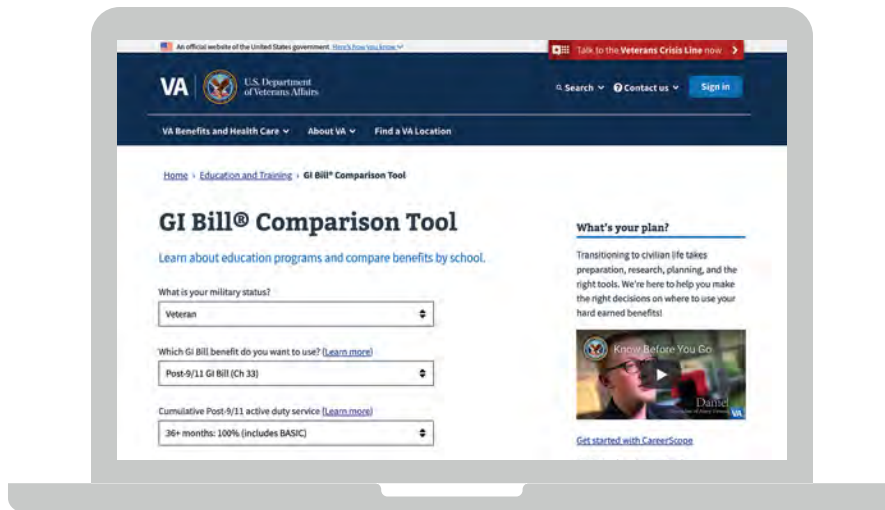 An official website of the United States government Here's how you know
Talk to the Veterans Crisis Line now
VA
U.S. Department
of Veterans Affairs
Search
Contact us
Sign in
VA Benefits and Health Care
About VA
Find a VA Location
Home › Education and Training › GI Bill® Comparison Tool
GI Bill® Comparison Tool
Learn about education programs and compare benefits by school.
What is your military status?
Veteran
Which GI Bill benefit do you want to use? (Learn more)
Post-9/11 GI Bill (Ch 33)
Cumulative Post-9/11 active duty service (Learn more)
36+ months: 100% (includes BASIC)
What's your plan?
Transitioning to civilian life takes
preparation, research, planning, and the
right tools. We're here to help you make
the right decisions on where to use your
hard earned benefits!
Know Before You Go
Daniel
VA
Get started with CareerScope